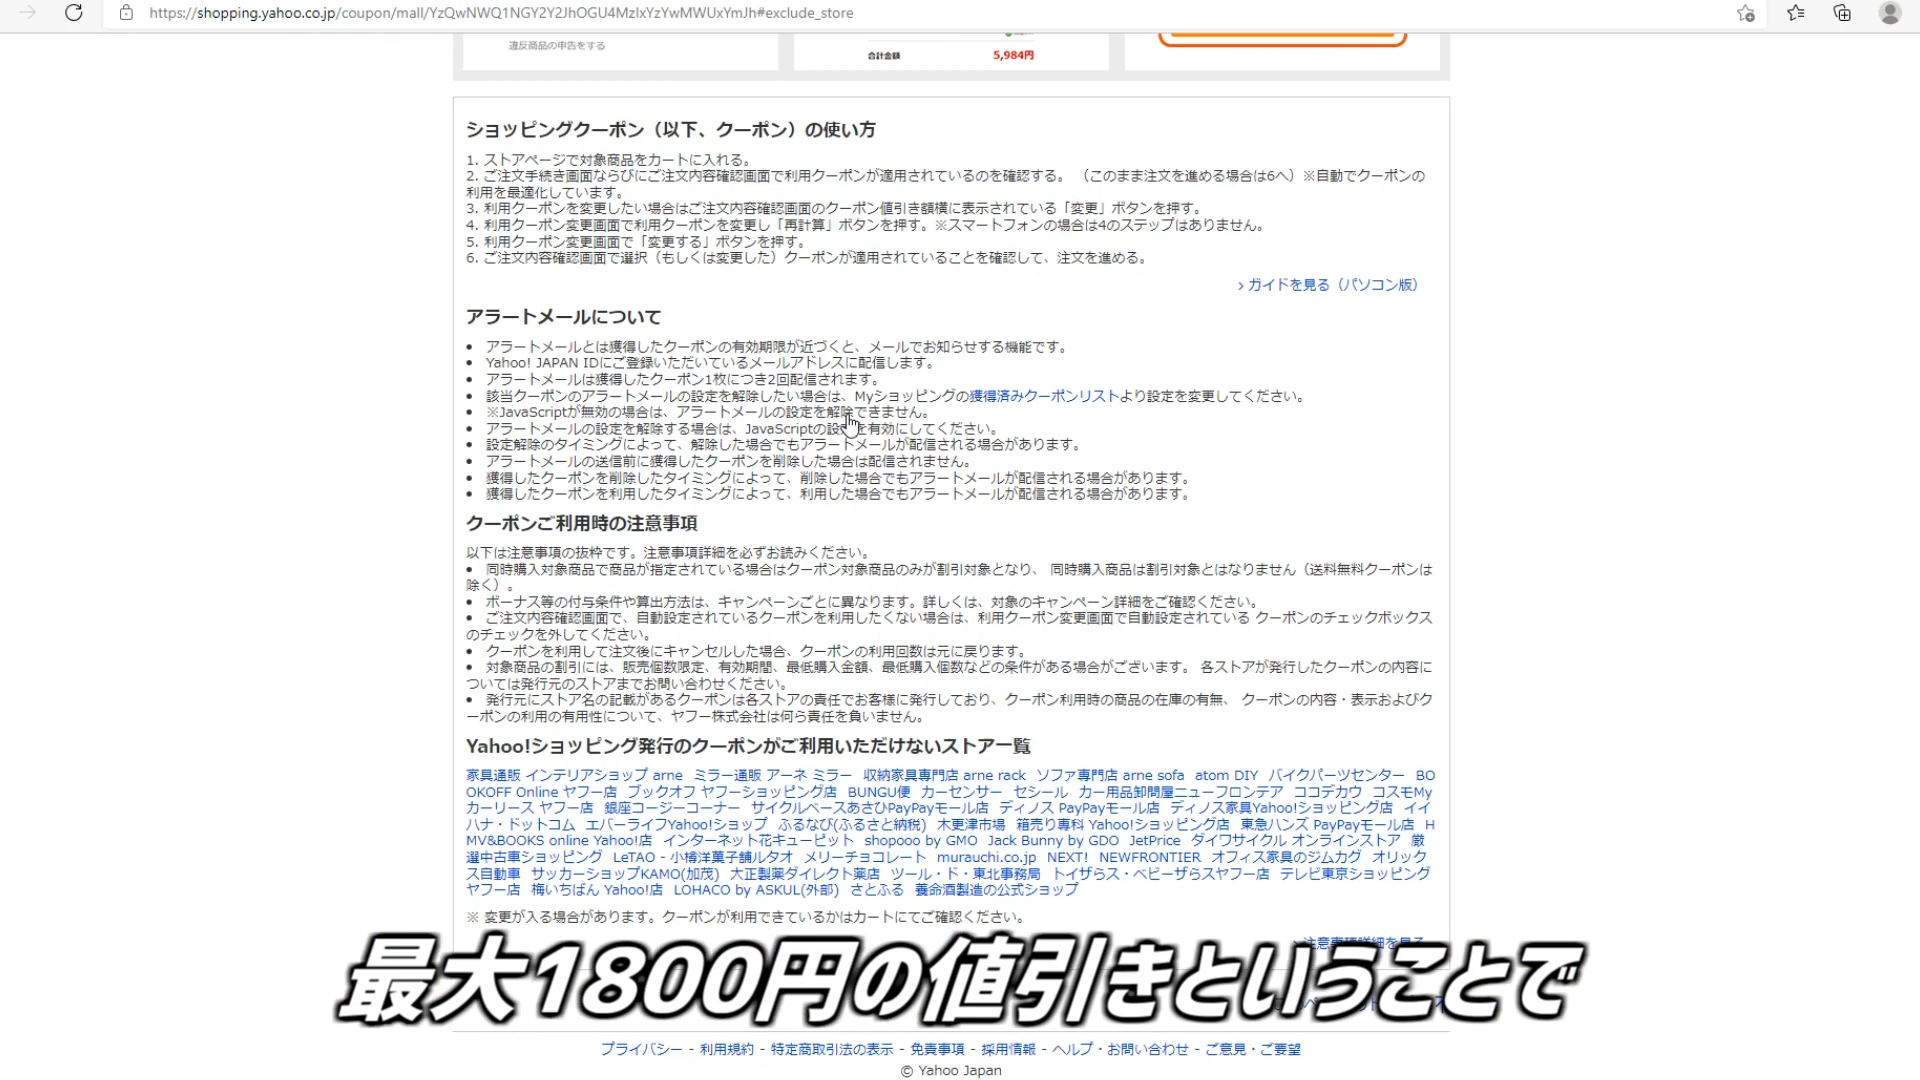 https://shopping.yahoo.co.jp/coupon/mall/YzQwNWQ1NGY2Y2JhOGU4MzIxYzYwMWUxYmJh#exclude_store
違反商品の申告をする
合計金額 5,984円
ショッピングクーポン（以下、クーポン）の使い方
1. ストアページで対象商品をカートに入れる。
2. ご注文手続き画面ならびにご注文内容確認画面で利用クーポンが適用されているのを確認する。 （このまま注文を進める場合は6へ）※自動でクーポンの
利用を最適化しています。
3. 利用クーポンを変更したい場合はご注文内容確認画面のクーポン値引き額横に表示されている「変更」ボタンを押す。
4. 利用クーポン変更画面で利用クーポンを変更し「再計算」ボタンを押す。※スマートフォンの場合は4のステップはありません。
5. 利用クーポン変更画面で「変更する」ボタンを押す。
6. ご注文内容確認画面で選択（もしくは変更した）クーポンが適用されていることを確認して、注文を進める。
› ガイドを見る（パソコン版）
アラートメールについて
• アラートメールとは獲得したクーポンの有効期限が近づくと、メールでお知らせする機能です。
• Yahoo! JAPAN IDにご登録いただいているメールアドレスに配信します。
• アラートメールは獲得したクーポン1枚につき2回配信されます。
• 該当クーポンのアラートメールの設定を解除したい場合は、Myショッピングの獲得済みクーポンリストより設定を変更してください。
• ※JavaScriptが無効の場合は、アラートメールの設定を解除できません。
• アラートメールの設定を解除する場合は、JavaScriptの設定を有効にしてください。
• 設定解除のタイミングによって、解除した場合でもアラートメールが配信される場合があります。
• アラートメールの送信前に獲得したクーポンを削除した場合は配信されません。
• 獲得したクーポンを削除したタイミングによって、削除した場合でもアラートメールが配信される場合があります。
• 獲得したクーポンを利用したタイミングによって、利用した場合でもアラートメールが配信される場合があります。
クーポンご利用時の注意事項
以下は注意事項の抜粋です。注意事項詳細を必ずお読みください。
• 同時購入対象商品で商品が指定されている場合はクーポン対象商品のみが割引対象となり、 同時購入商品は割引対象とはなりません（送料無料クーポンは
除く）。
• ボーナス等の付与条件や算出方法は、キャンペーンごとに異なります。詳しくは、対象のキャンペーン詳細をご確認ください。
• ご注文内容確認画面で、自動設定されているクーポンを利用したくない場合は、利用クーポン変更画面で自動設定されている クーポンのチェックボックス
のチェックを外してください。
• クーポンを利用して注文後にキャンセルした場合、クーポンの利用回数は元に戻ります。
• 対象商品の割引には、販売個数限定、有効期間、最低購入金額、最低購入個数などの条件がある場合がございます。 各ストアが発行したクーポンの内容に
ついては発行元のストアまでお問い合わせください。
• 発行元にストア名の記載があるクーポンは各ストアの責任でお客様に発行しており、クーポン利用時の商品の在庫の有無、 クーポンの内容・表示およびク
ーポンの利用の有用性について、ヤフー株式会社は何ら責任を負いません。
Yahoo!ショッピング発行のクーポンがご利用いただけないストア一覧
家具通販 インテリアショップ arne ミラー通販 アーネ ミラー 収納家具専門店 arne rack ソファ専門店 arne sofa atom DIY バイクパーツセンター BO
OKOFF Online ヤフー店 ブックオフ ヤフーショッピング店 BUNGU便 カーセンサー セシール カー用品卸問屋ニューフロンテア ココデカウ コスモMy
カーリース ヤフー店 銀座コージーコーナー サイクルベースあさひPayPayモール店 ディノス PayPayモール店 ディノス家具Yahoo!ショッピング店 イイ
ハナ・ドットコム エバーライフYahoo!ショップ ふるなび(ふるさと納税) 木更津市場 箱売り専科 Yahoo!ショッピング店 東急ハンズ PayPayモール店 H
MV&BOOKS online Yahoo!店 インターネット花キューピット shopooo by GMO Jack Bunny by GDO JetPrice ダイワサイクル オンラインストア 厳
選中古車ショッピング LeTAO - 小樽洋菓子舗ルタオ メリーチョコレート murauchi.co.jp NEXT! NEWFRONTIER オフィス家具のジムカグ オリック
ス自動車 サッカーショップKAMO(加茂) 大正製薬ダイレクト薬店 ツール・ド・東北事務局 トイザらス・ベビーザらスヤフー店 テレビ東京ショッピング
ヤフー店 梅いちばん Yahoo!店 LOHACO by ASKUL(外部) さとふる 養命酒製造の公式ショップ
※ 変更が入る場合があります。クーポンが利用できているかはカートにてご確認ください。
› 注意事項詳細を見る
最大1800円の値引きということで
プライバシー - 利用規約 - 特定商取引法の表示 - 免責事項 - 採用情報 - ヘルプ・お問い合わせ - ご意見・ご要望
© Yahoo Japan